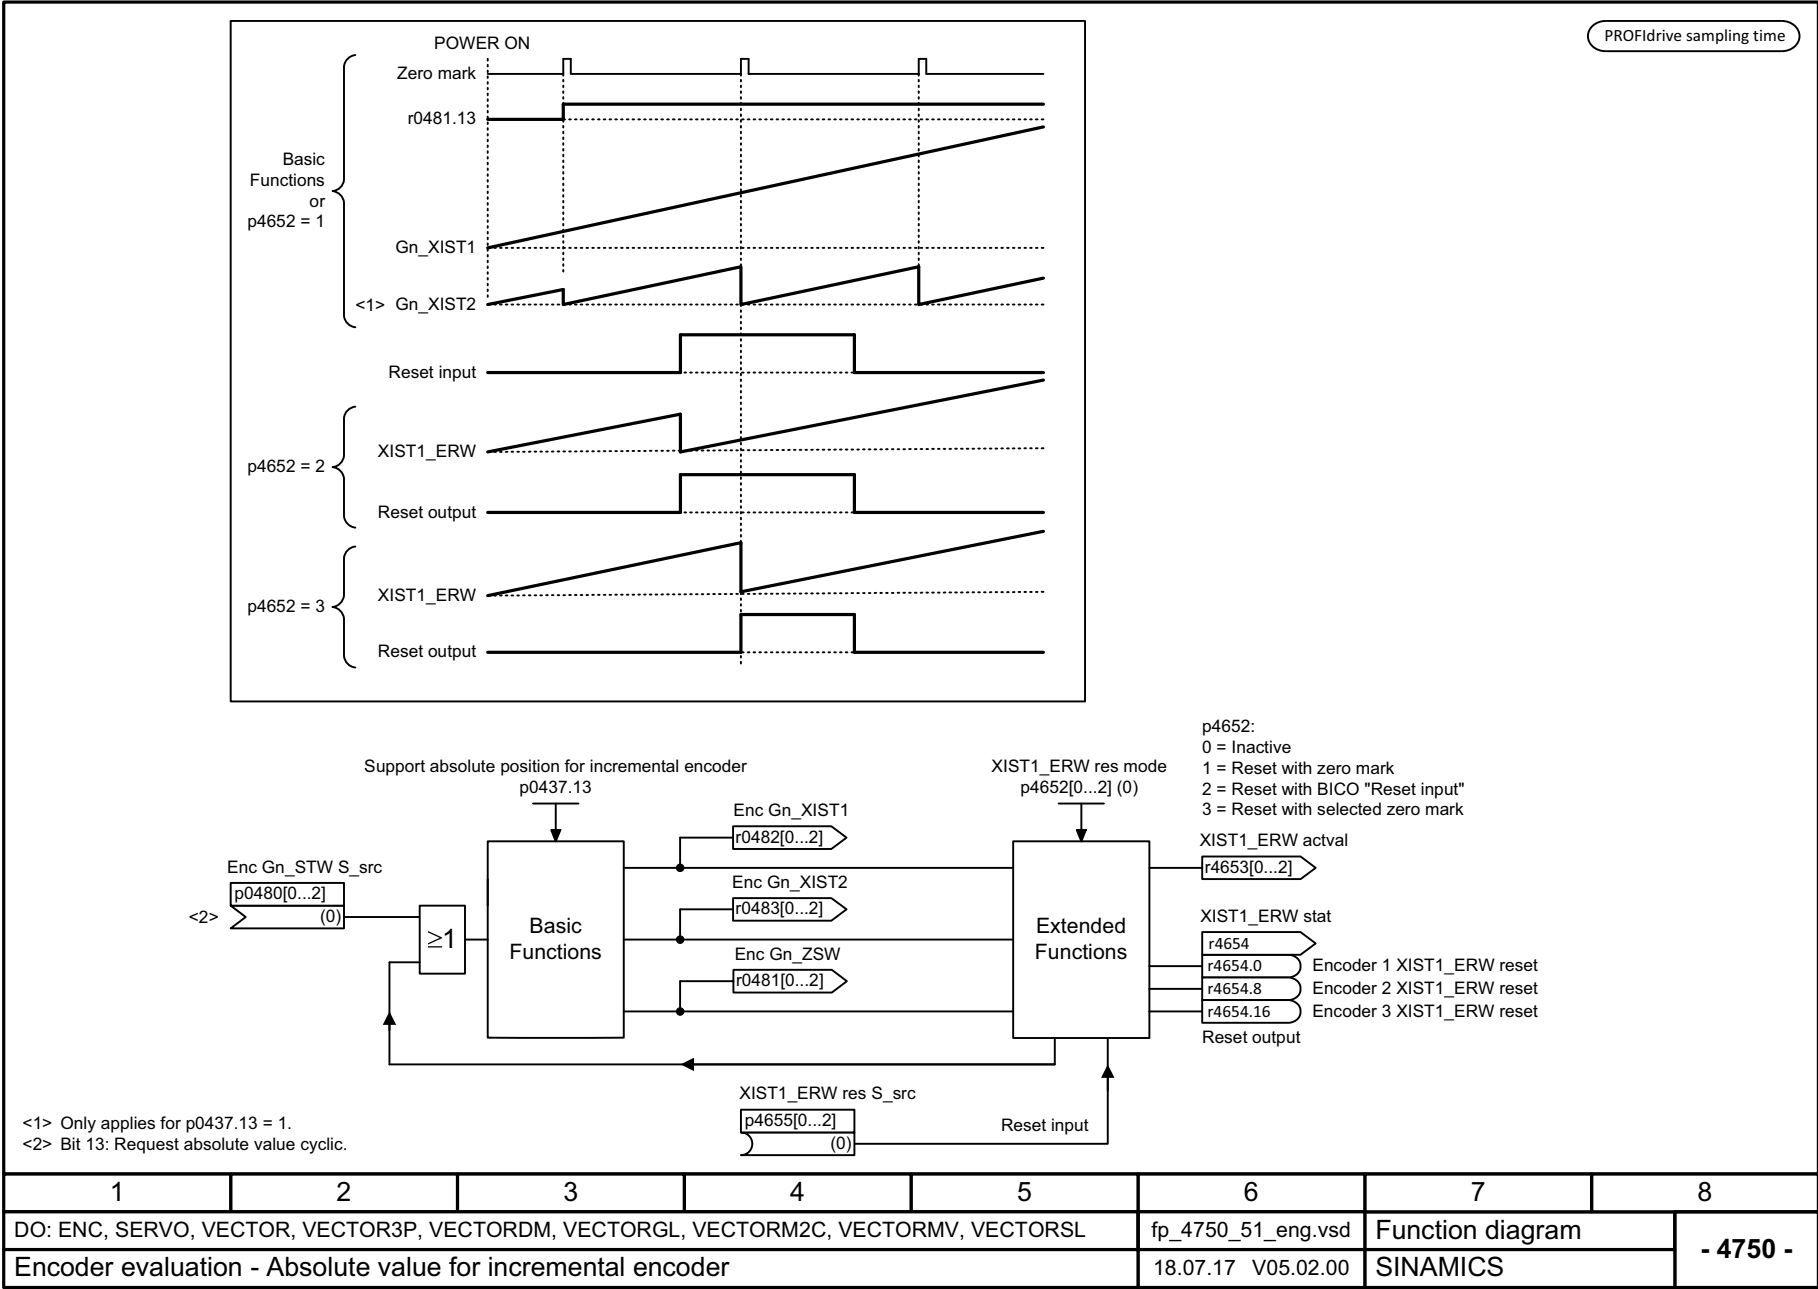 PROFIdrive sampling time
POWER ON
Zero mark
r0481.13
Basic
Functions
or
p4652 = 1
Gn_XIST1
<1> Gn_XIST2
Reset input
p4652 = 2
XIST1_ERW
Reset output
p4652 = 3
XIST1_ERW
Reset output
p4652:
0 = Inactive
1 = Reset with zero mark
2 = Reset with BICO "Reset input"
3 = Reset with selected zero mark
Support absolute position for incremental encoder
p0437.13
XIST1_ERW res mode
p4652[0...2] (0)
Enc Gn_XIST1
r0482[0...2]
XIST1_ERW actval
r4653[0...2]
Enc Gn_STW S_src
p0480[0...2]
<2> (0)
≥1
Basic
Functions
Enc Gn_XIST2
r0483[0...2]
Enc Gn_ZSW
r0481[0...2]
Extended
Functions
XIST1_ERW stat
r4654
r4654.0 Encoder 1 XIST1_ERW reset
r4654.8 Encoder 2 XIST1_ERW reset
r4654.16 Encoder 3 XIST1_ERW reset
Reset output
XIST1_ERW res S_src
p4655[0...2]
(0)
Reset input
<1> Only applies for p0437.13 = 1.
<2> Bit 13: Request absolute value cyclic.
1 2 3 4 5 6 7 8
DO: ENC, SERVO, VECTOR, VECTOR3P, VECTORDM, VECTORGL, VECTORM2C, VECTORMV, VECTORSL
fp_4750_51_eng.vsd
Function diagram
- 4750 -
Encoder evaluation - Absolute value for incremental encoder
18.07.17 V05.02.00
SINAMICS